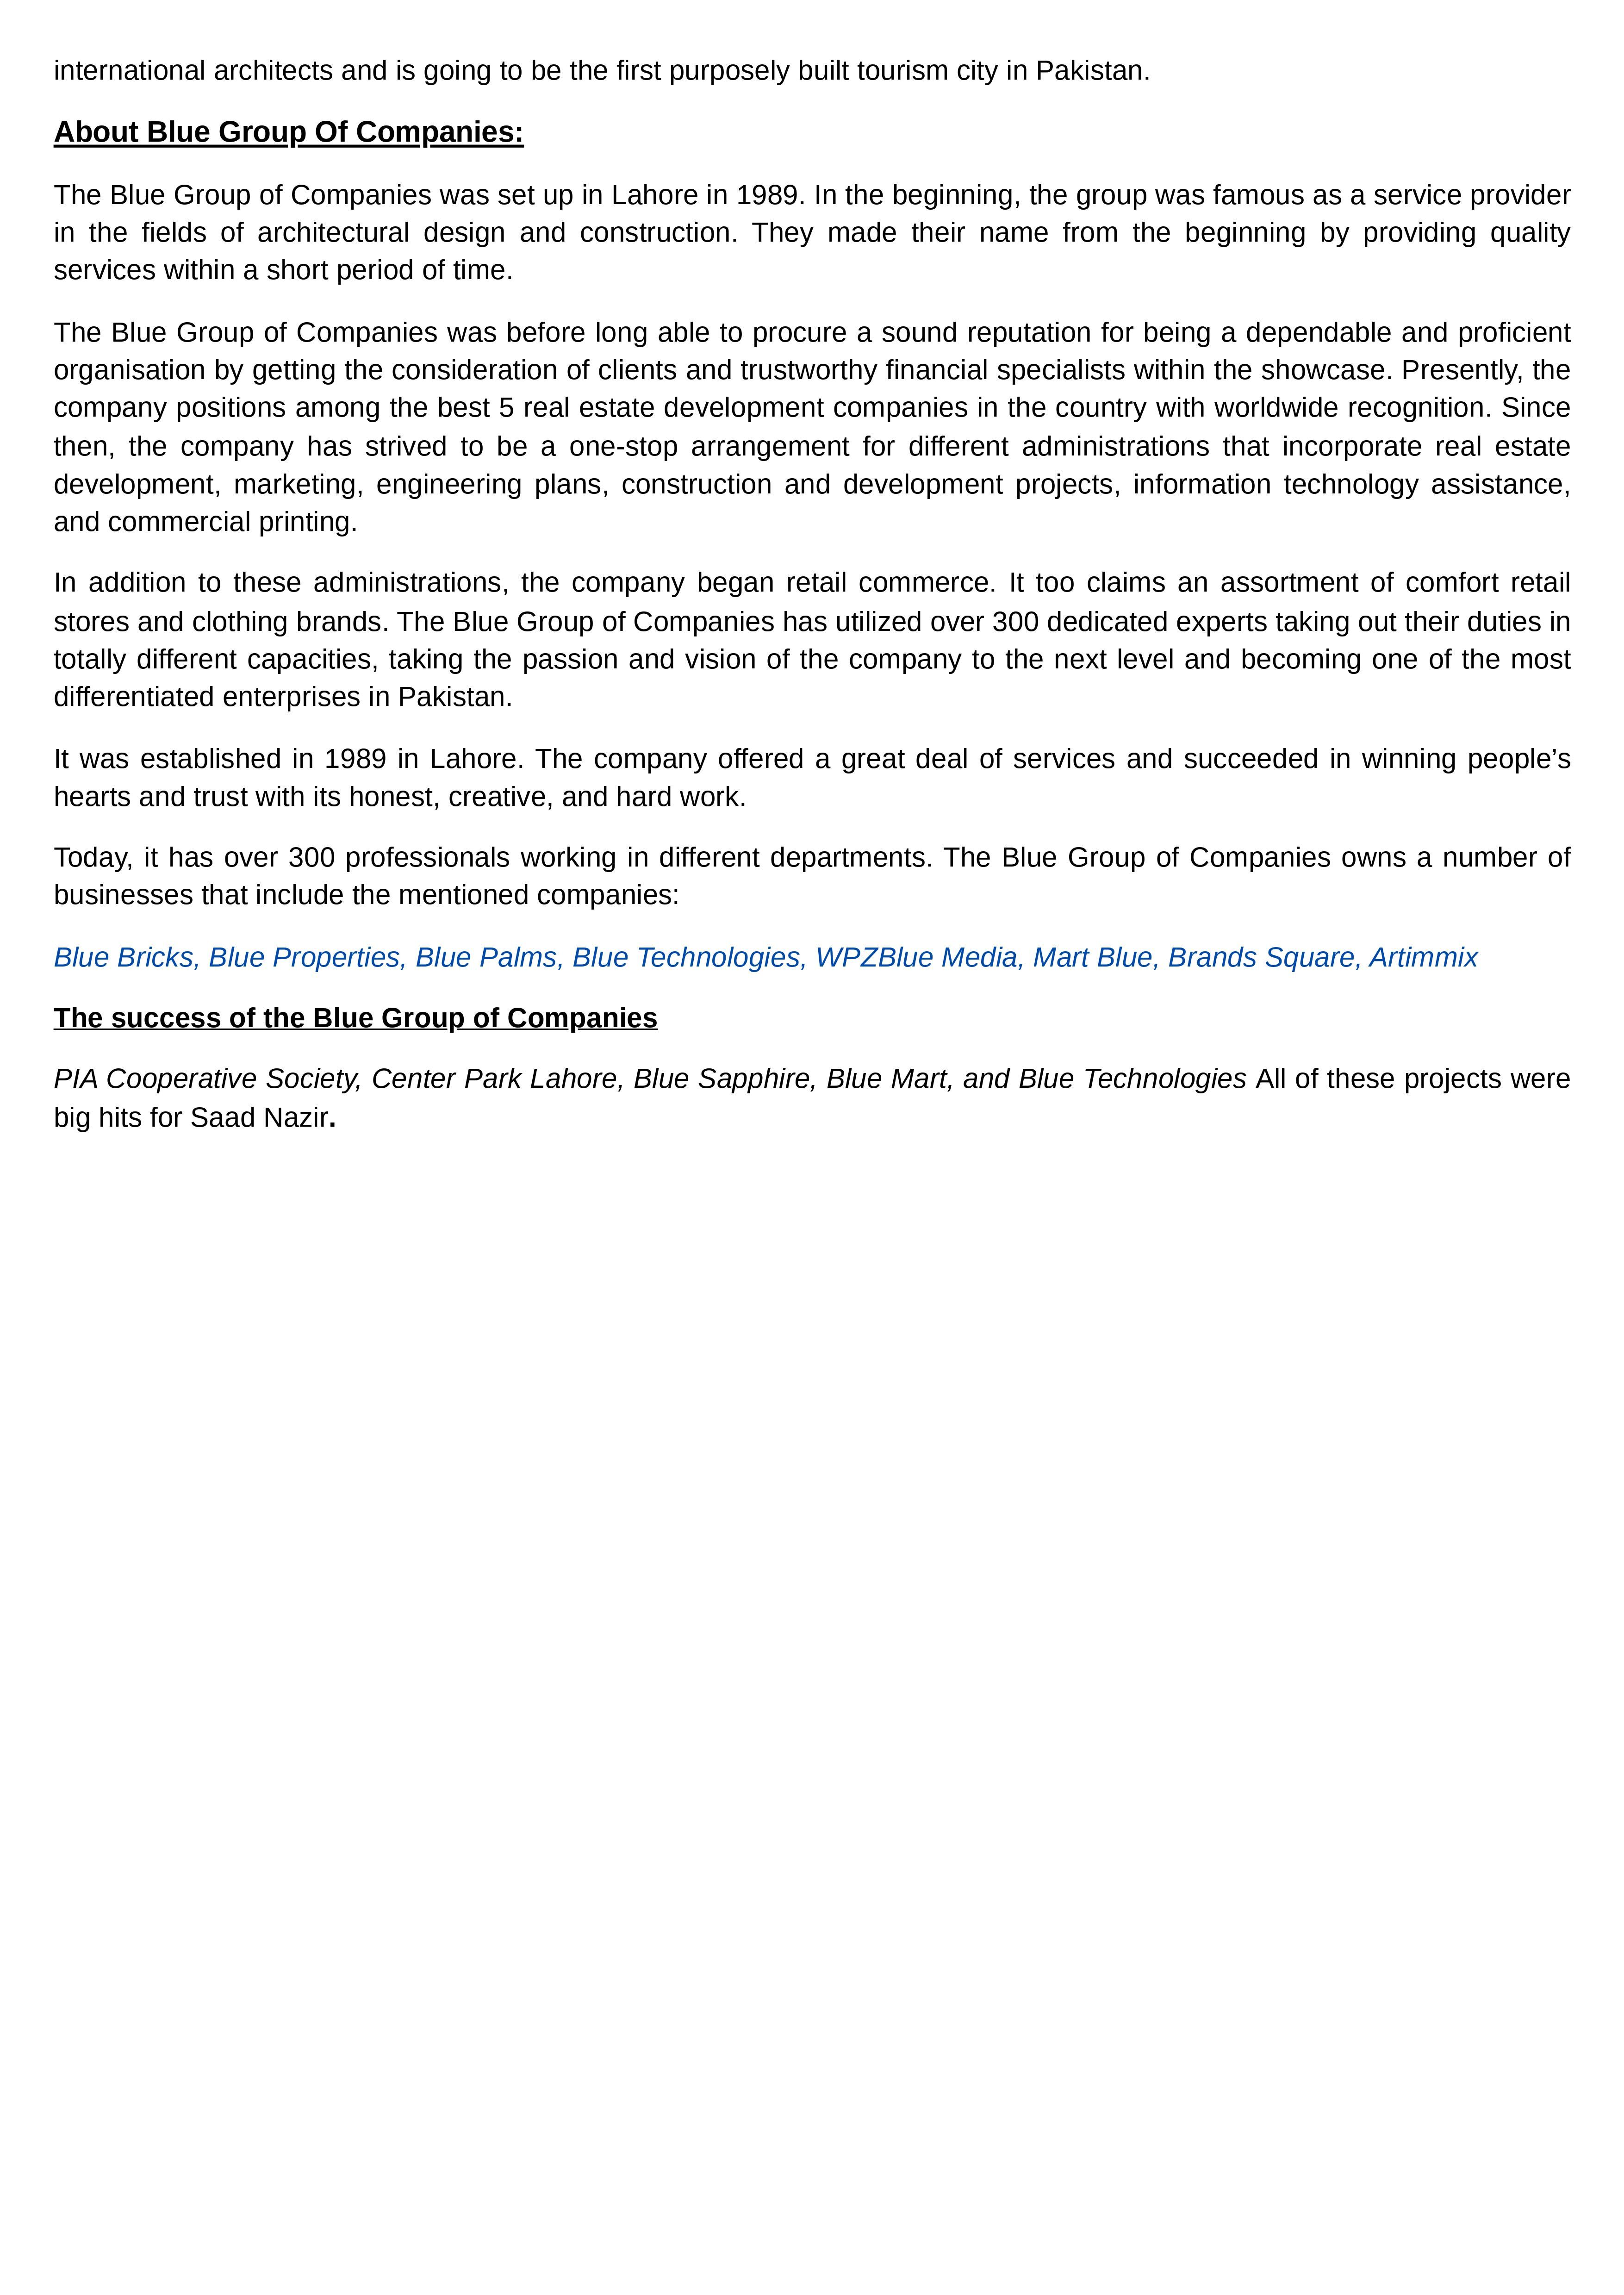 international architects and is going to be the first purposely built tourism city in Pakistan.
About Blue Group Of Companies:
The Blue Group of Companies was set up in Lahore in 1989. In the beginning, the group was famous as a service provider
in the fields of architectural design and construction. They made their name from the beginning by providing quality
services within a short period of time.
The Blue Group of Companies was before long able to procure a sound reputation for being a dependable and proficient
organisation by getting the consideration of clients and trustworthy financial specialists within the showcase. Presently, the
company positions among the best 5 real estate development companies in the country with worldwide recognition. Since
then, the company has strived to be a one-stop arrangement for different administrations that incorporate real estate
development, marketing, engineering plans, construction and development projects, information technology assistance,
and commercial printing.
In addition to these administrations, the company began retail commerce. It too claims an assortment of comfort retail
stores and clothing brands. The Blue Group of Companies has utilized over 300 dedicated experts taking out their duties in
totally different capacities, taking the passion and vision of the company to the next level and becoming one of the most
differentiated enterprises in Pakistan.
It was established in 1989 in Lahore. The company offered a great deal of services and succeeded in winning people’s
hearts and trust with its honest, creative, and hard work.
Today, it has over 300 professionals working in different departments. The Blue Group of Companies owns a number of
businesses that include the mentioned companies:
Blue Bricks, Blue Properties, Blue Palms, Blue Technologies, WPZBlue Media, Mart Blue, Brands Square, Artimmix
The success of the Blue Group of Companies
PIA Cooperative Society, Center Park Lahore, Blue Sapphire, Blue Mart, and Blue Technologies All of these projects were
big hits for Saad Nazir.